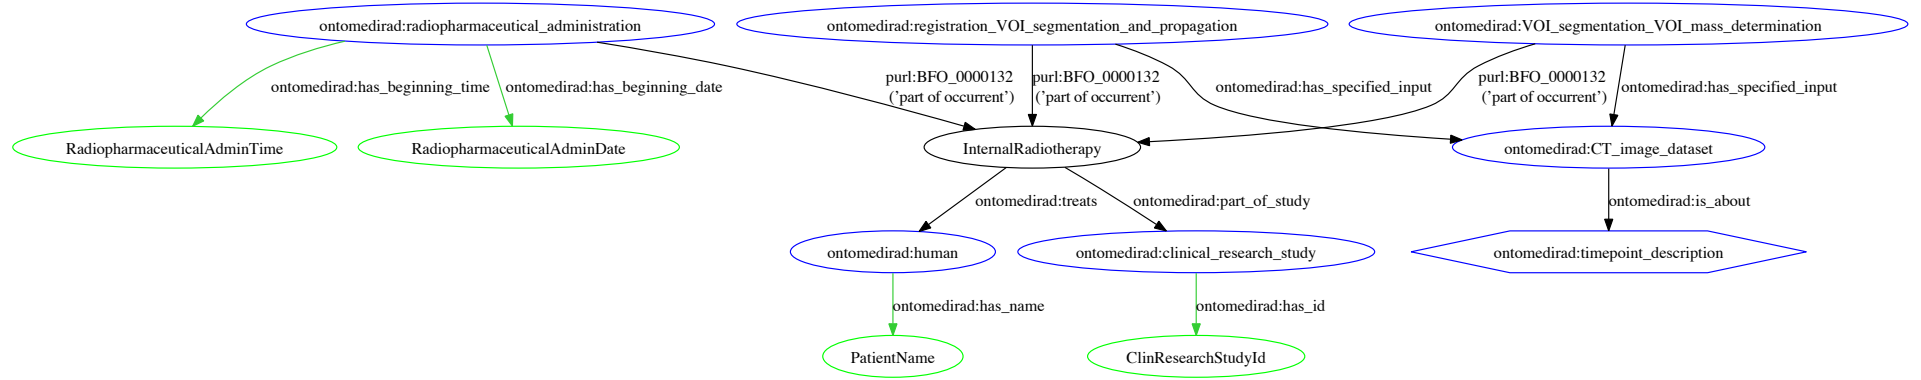 ontomedirad:radiopharmaceutical_administration
ontomedirad:registration_VOI_segmentation_and_propagation
ontomedirad:VOI_segmentation_VOI_mass_determination
ontomedirad:has_beginning_time
ontomedirad:has_beginning_date
purl:BFO_0000132
('part of occurrent')
purl:BFO_0000132
('part of occurrent')
ontomedirad:has_specified_input
purl:BFO_0000132
('part of occurrent')
ontomedirad:has_specified_input
RadiopharmaceuticalAdminTime
RadiopharmaceuticalAdminDate
InternalRadiotherapy
ontomedirad:CT_image_dataset
ontomedirad:treats
ontomedirad:part_of_study
ontomedirad:is_about
ontomedirad:human
ontomedirad:clinical_research_study
ontomedirad:timepoint_description
ontomedirad:has_name
ontomedirad:has_id
PatientName
ClinResearchStudyId